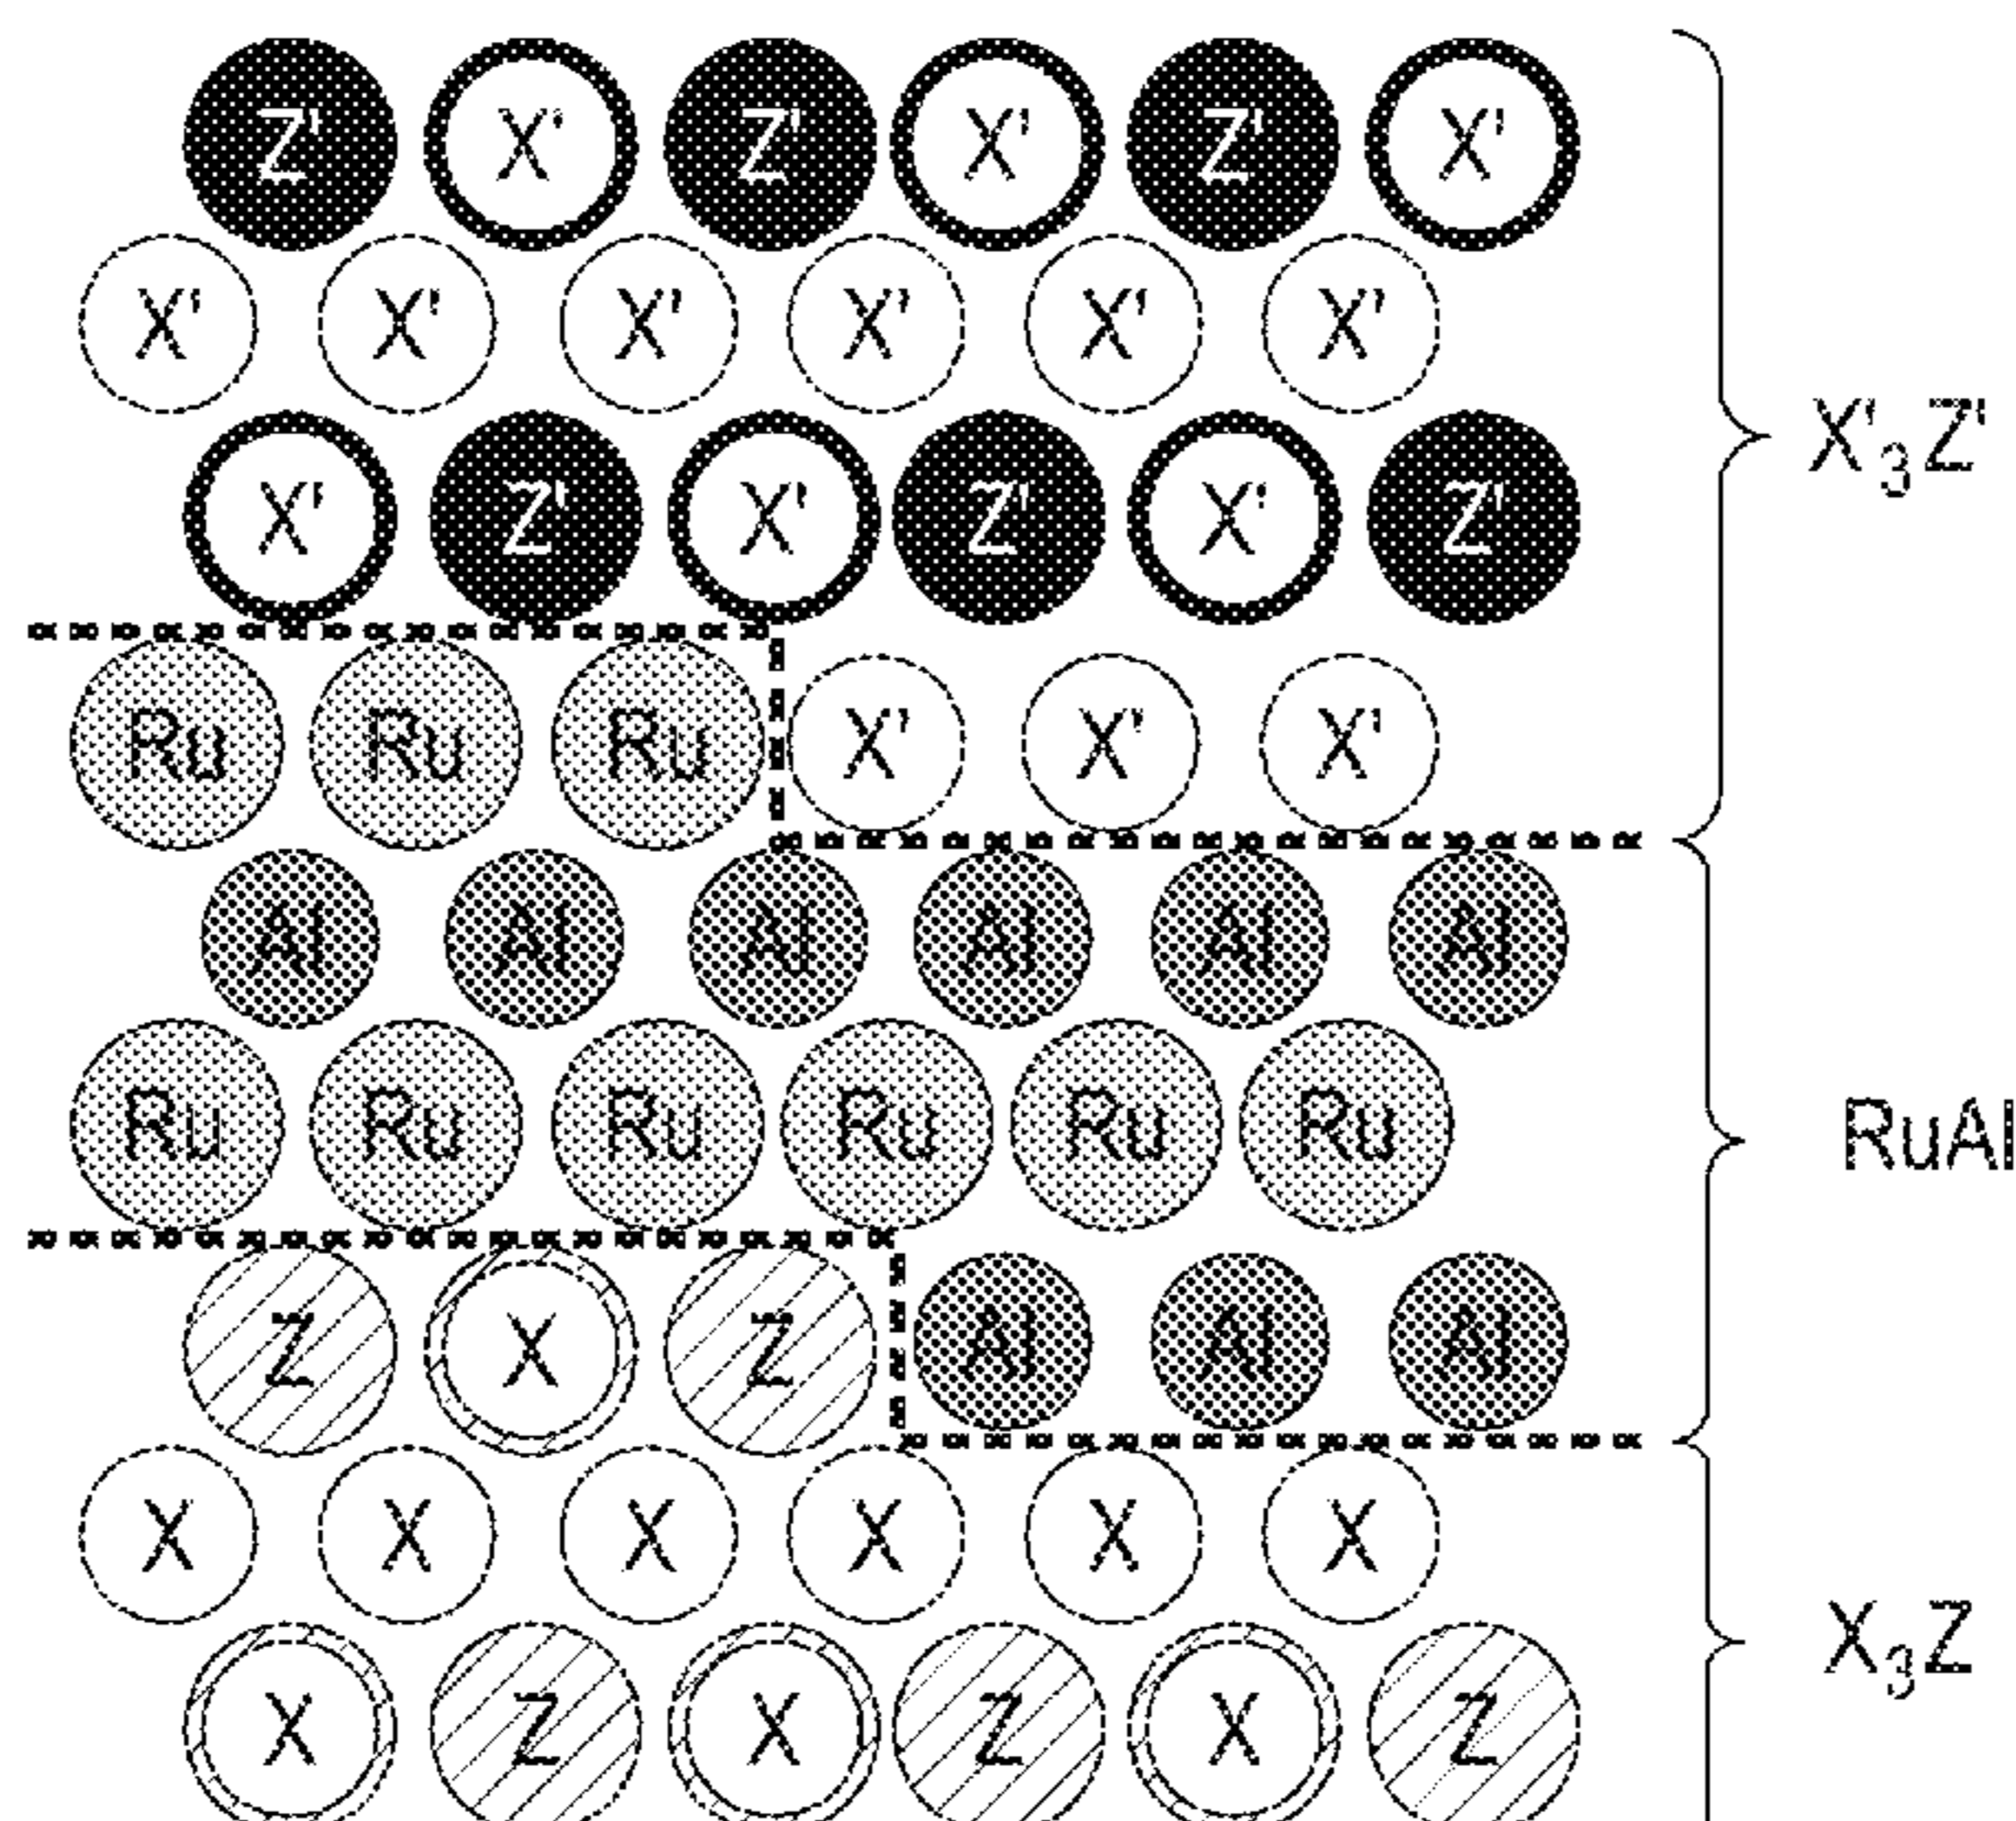 Z' X' Z' X' Z' X'
X' X' X' X' X' X'
X'₃Z'
X' Z' X' Z' X' Z'
Ru Ru Ru X' X' X'
Al Al Al Al Al Al
Ru Ru Ru Ru Ru Ru
RuAl
Z X Z Al Al Al
X X X X X X
X₃Z
X Z X Z X Z